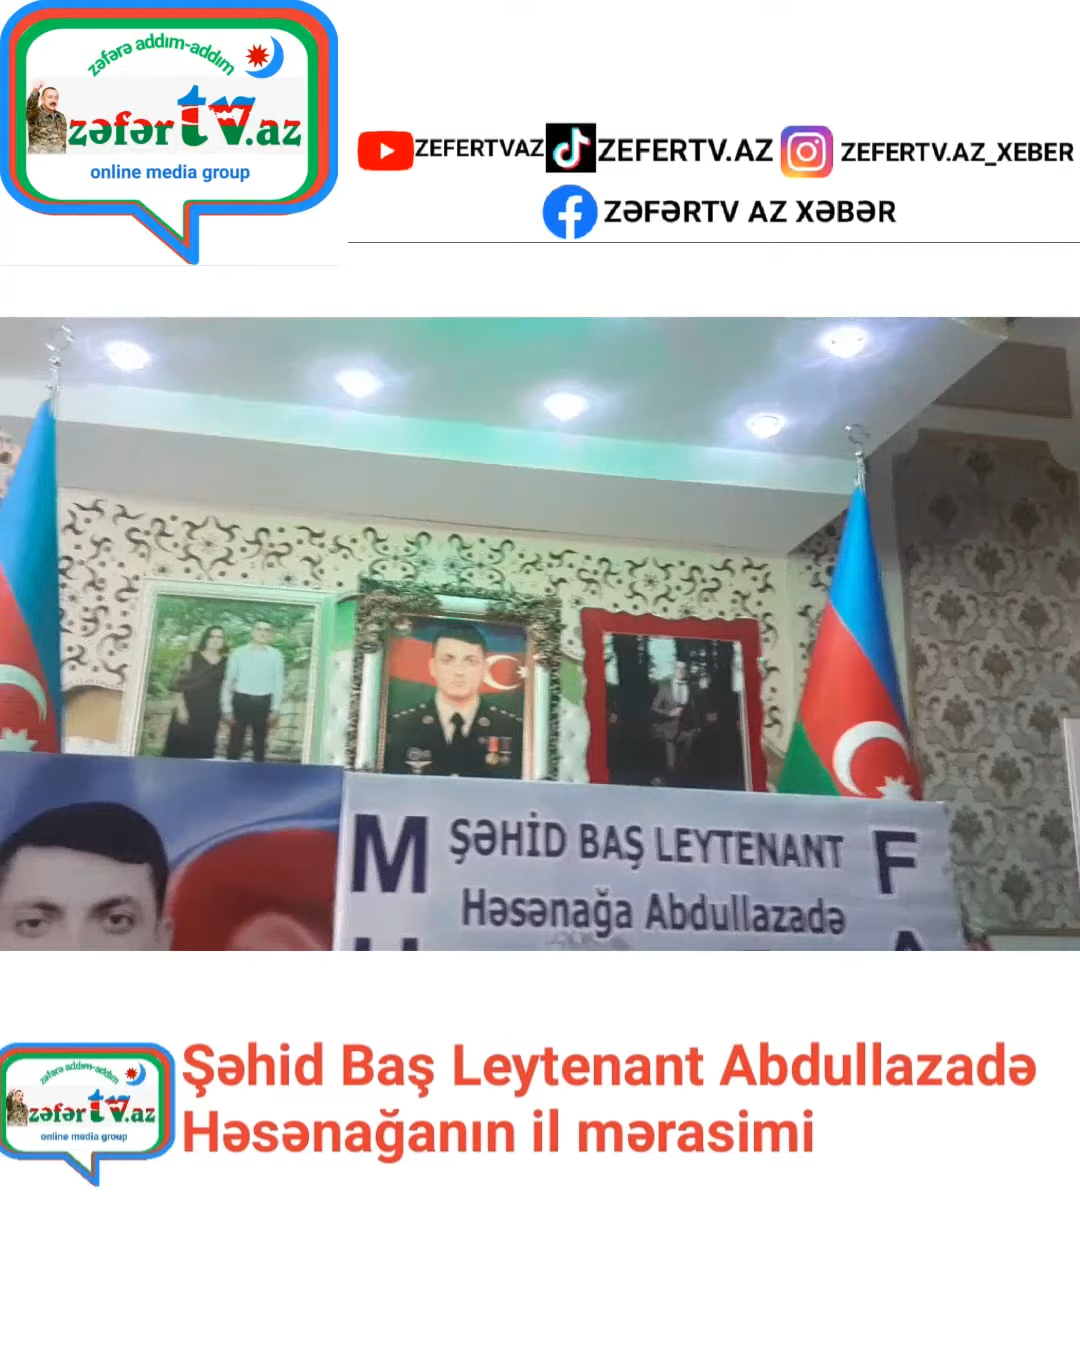 zəfərə addım-addım
zəfər tv.az
online media group
ZEFERTVAZ ZEFERTV.AZ ZEFERTV.AZ_XEBER
ZƏFƏRTV AZ XƏBƏR
M ŞƏHİD BAŞ LEYTENANT F
Həsənağa Abdullazadə
Şəhid Baş Leytenant Abdullazadə
Həsənağanın il mərasimi
zəfərə addım-addım
zəfər tv.az
online media group